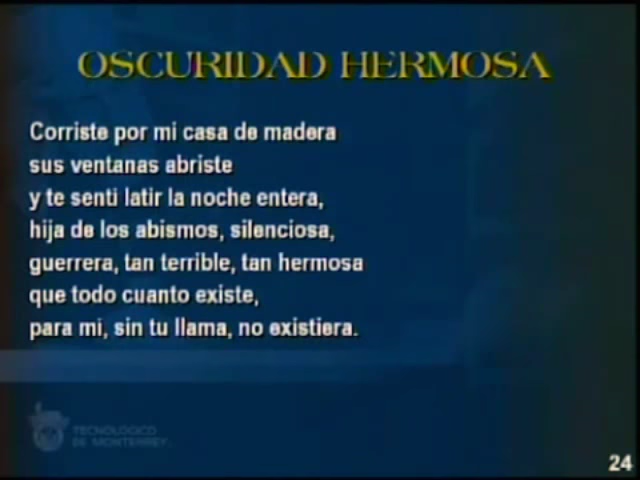 OSCURIDAD HERMOSA
Corriste por mi casa de madera
sus ventanas abriste
y te senti latir la noche entera,
hija de los abismos, silenciosa,
guerrera, tan terrible, tan hermosa
que todo cuanto existe,
para mi, sin tu llama, no existiera.
TECNOLÓGICO
DE MONTERREY.
24